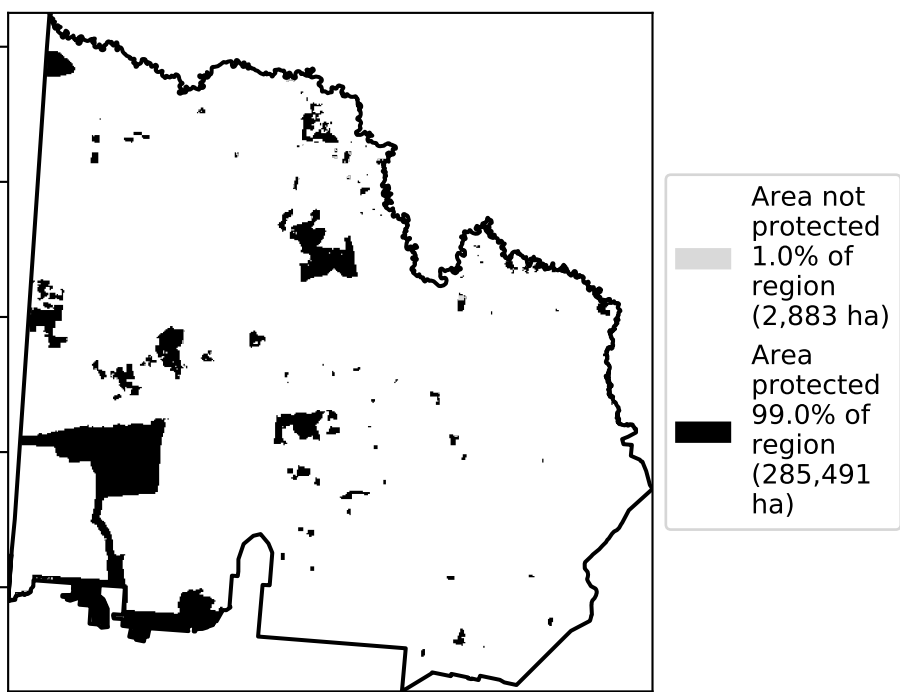 Area not
protected
1.0% of
region
(2,883 ha)
Area
protected
99.0% of
region
(285,491
ha)